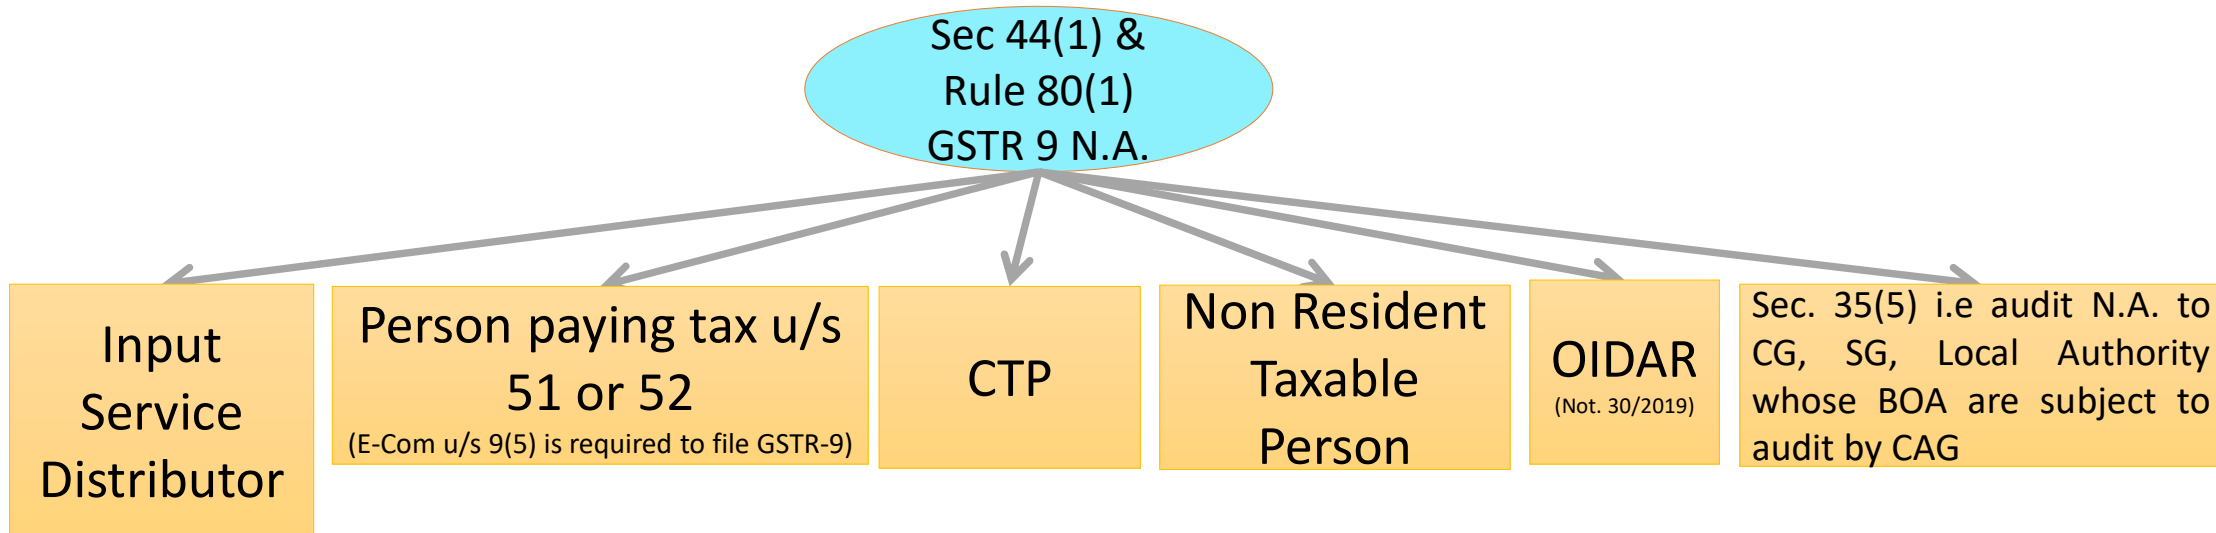 Sec 44(1) &
Rule 80(1)
GSTR 9 N.A.
Input
Service
Distributor
Person paying tax u/s
51 or 52
(E-Com u/s 9(5) is required to file GSTR-9)
CTP
Non Resident
Taxable
Person
OIDAR
(Not. 30/2019)
Sec. 35(5) i.e audit N.A. to
CG, SG, Local Authority
whose BOA are subject to
audit by CAG